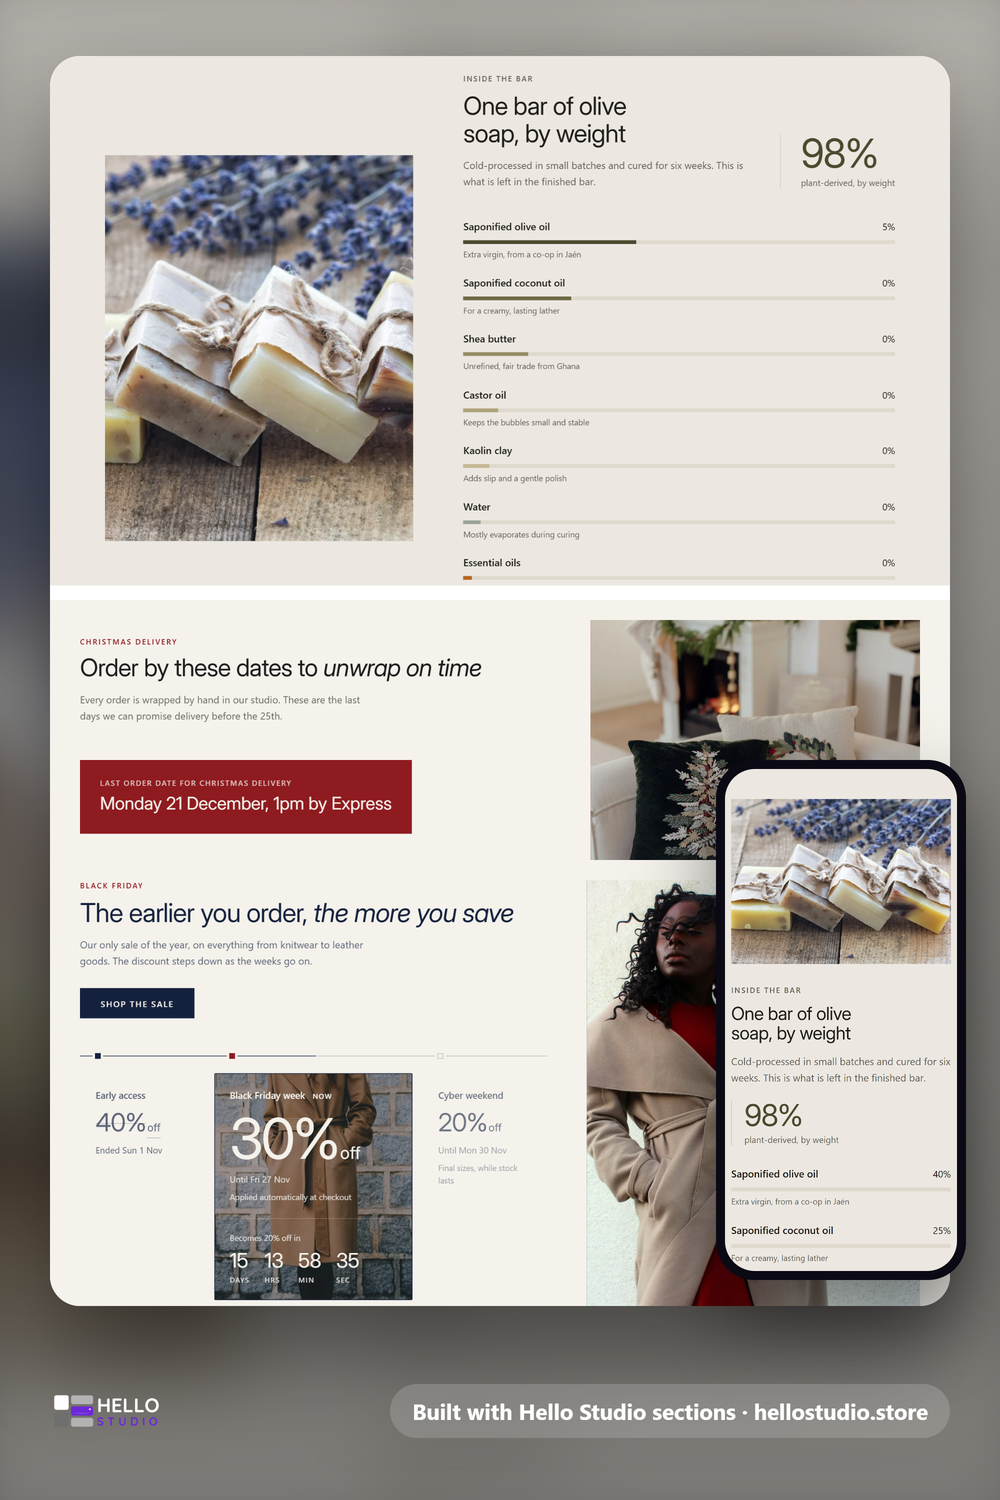 INSIDE THE BAR
One bar of olive
soap, by weight
Cold-processed in small batches and cured for six weeks. This is
what is left in the finished bar.
98%
plant-derived, by weight
Saponified olive oil 5%
Extra virgin, from a co-op in Jaén
Saponified coconut oil 0%
For a creamy, lasting lather
Shea butter 0%
Unrefined, fair trade from Ghana
Castor oil 0%
Keeps the bubbles small and stable
Kaolin clay 0%
Adds slip and a gentle polish
Water 0%
Mostly evaporates during curing
Essential oils 0%
CHRISTMAS DELIVERY
Order by these dates to unwrap on time
Every order is wrapped by hand in our studio. These are the last
days we can promise delivery before the 25th.
LAST ORDER DATE FOR CHRISTMAS DELIVERY
Monday 21 December, 1pm by Express
BLACK FRIDAY
The earlier you order, the more you save
Our only sale of the year, on everything from knitwear to leather
goods. The discount steps down as the weeks go on.
SHOP THE SALE
Early access
40% off
Ended Sun 1 Nov
Black Friday week NOW
30% off
Until Fri 27 Nov
Applied automatically at checkout
Becomes 20% off in
15 13 58 35
DAYS HRS MIN SEC
Cyber weekend
20% off
Until Mon 30 Nov
Final sizes, while stock
lasts
INSIDE THE BAR
One bar of olive
soap, by weight
Cold-processed in small batches and cured for six
weeks. This is what is left in the finished bar.
98%
plant-derived, by weight
Saponified olive oil 40%
Extra virgin, from a co-op in Jaén
Saponified coconut oil 25%
For a creamy, lasting lather
HELLO
STUDIO
Built with Hello Studio sections · hellostudio.store